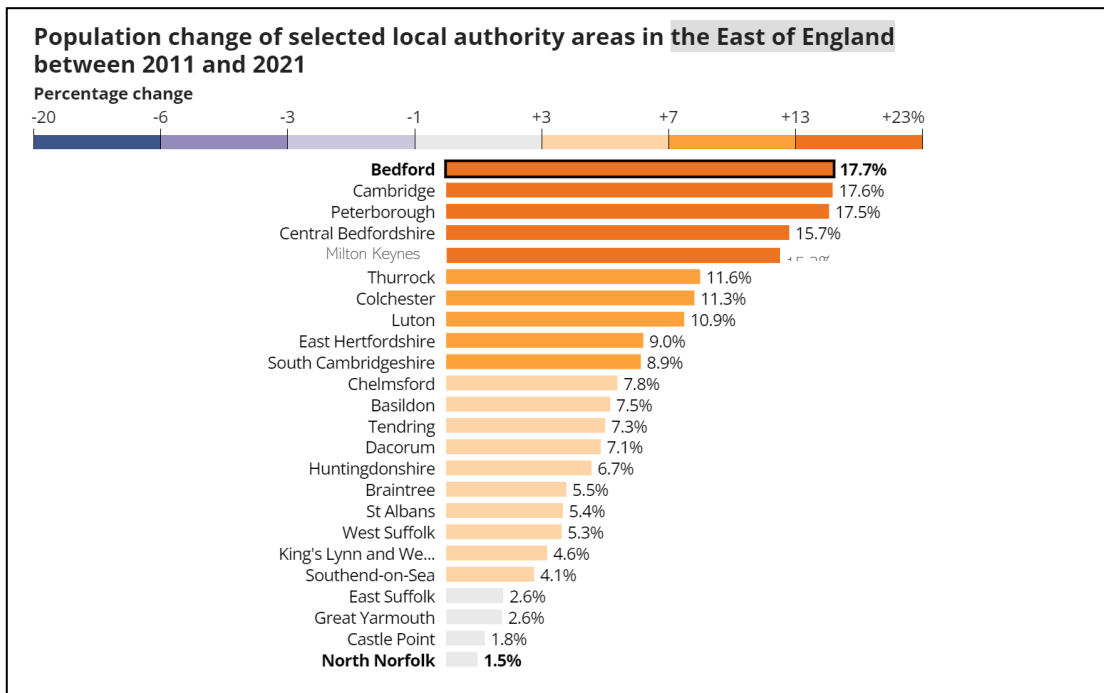 Population change of selected local authority areas in the East of England
between 2011 and 2021
Percentage change
-20 -6 -3 -1 +3 +7 +13 +23%
Bedford 17.7%
Cambridge 17.6%
Peterborough 17.5%
Central Bedfordshire 15.7%
Milton Keynes
Thurrock 11.6%
Colchester 11.3%
Luton 10.9%
East Hertfordshire 9.0%
South Cambridgeshire 8.9%
Chelmsford 7.8%
Basildon 7.5%
Tendring 7.3%
Dacorum 7.1%
Huntingdonshire 6.7%
Braintree 5.5%
St Albans 5.4%
West Suffolk 5.3%
King's Lynn and We... 4.6%
Southend-on-Sea 4.1%
East Suffolk 2.6%
Great Yarmouth 2.6%
Castle Point 1.8%
North Norfolk 1.5%